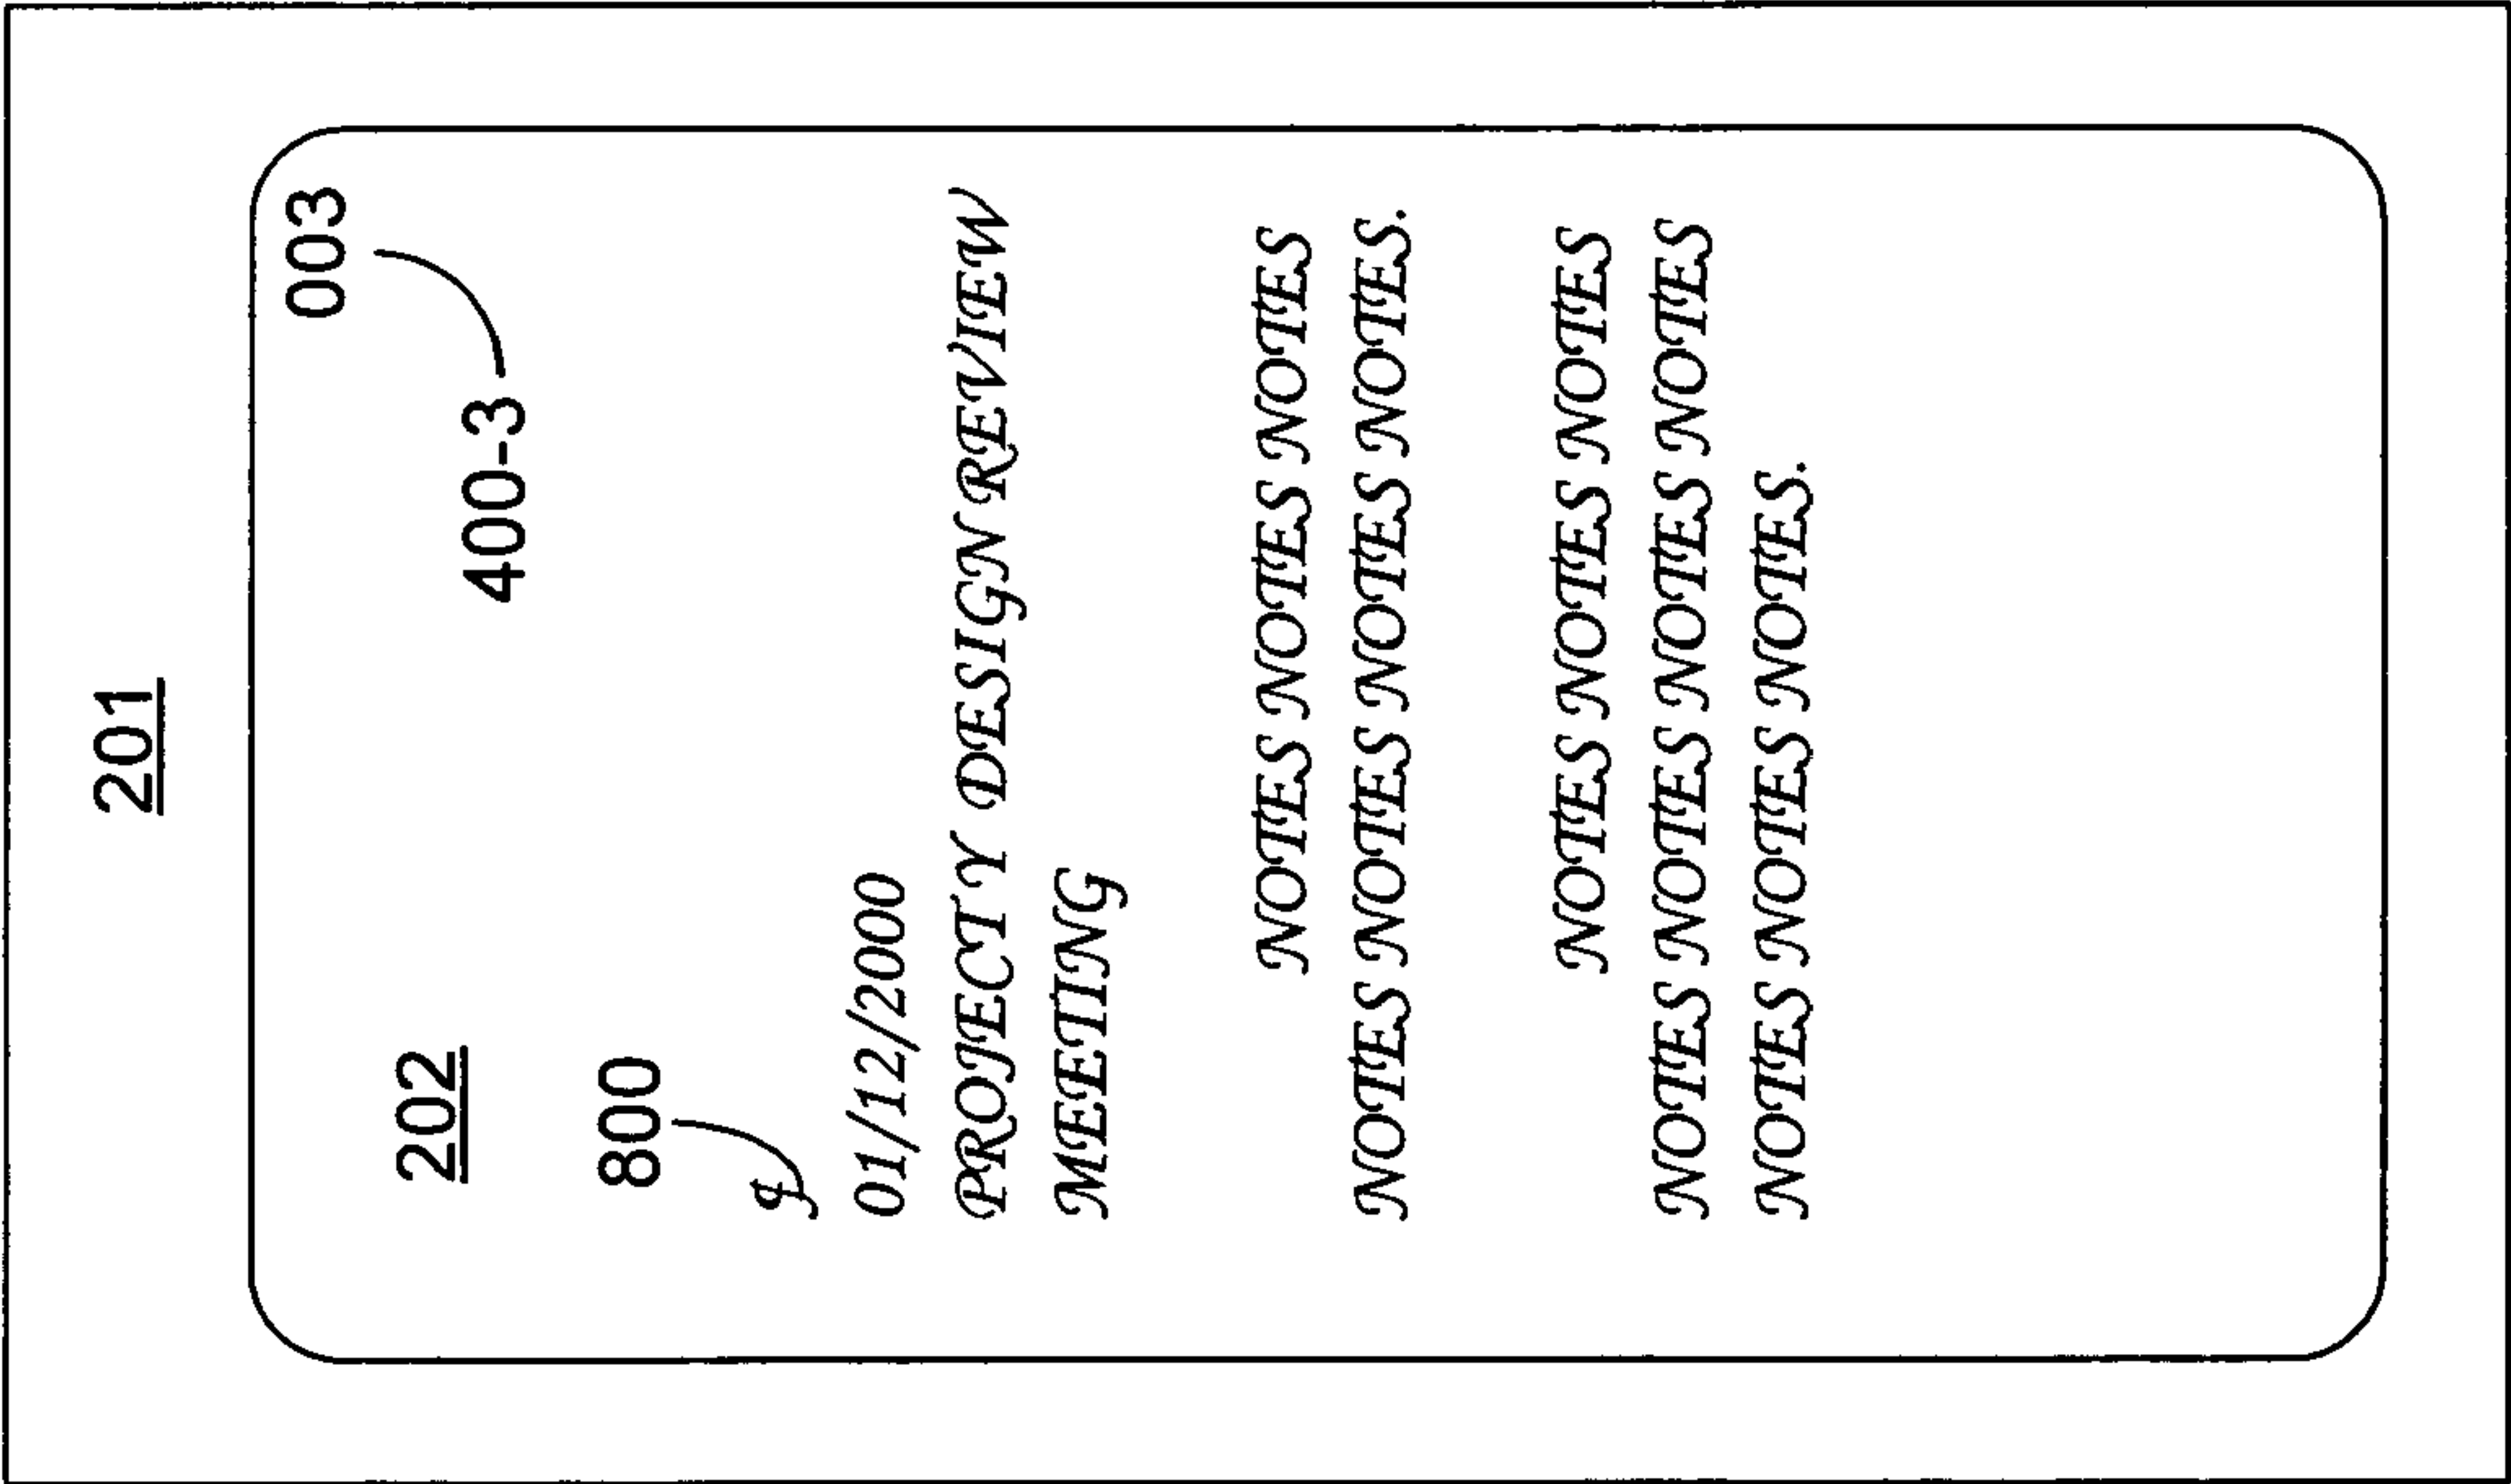 201
003
202
400-3
800
$
01/12/2000
PROJECT Y DESIGN REVIEW
MEETING
NOTES NOTES NOTES
NOTES NOTES NOTES NOTES.
NOTES NOTES NOTES
NOTES NOTES NOTES NOTES
NOTES NOTES NOTES.